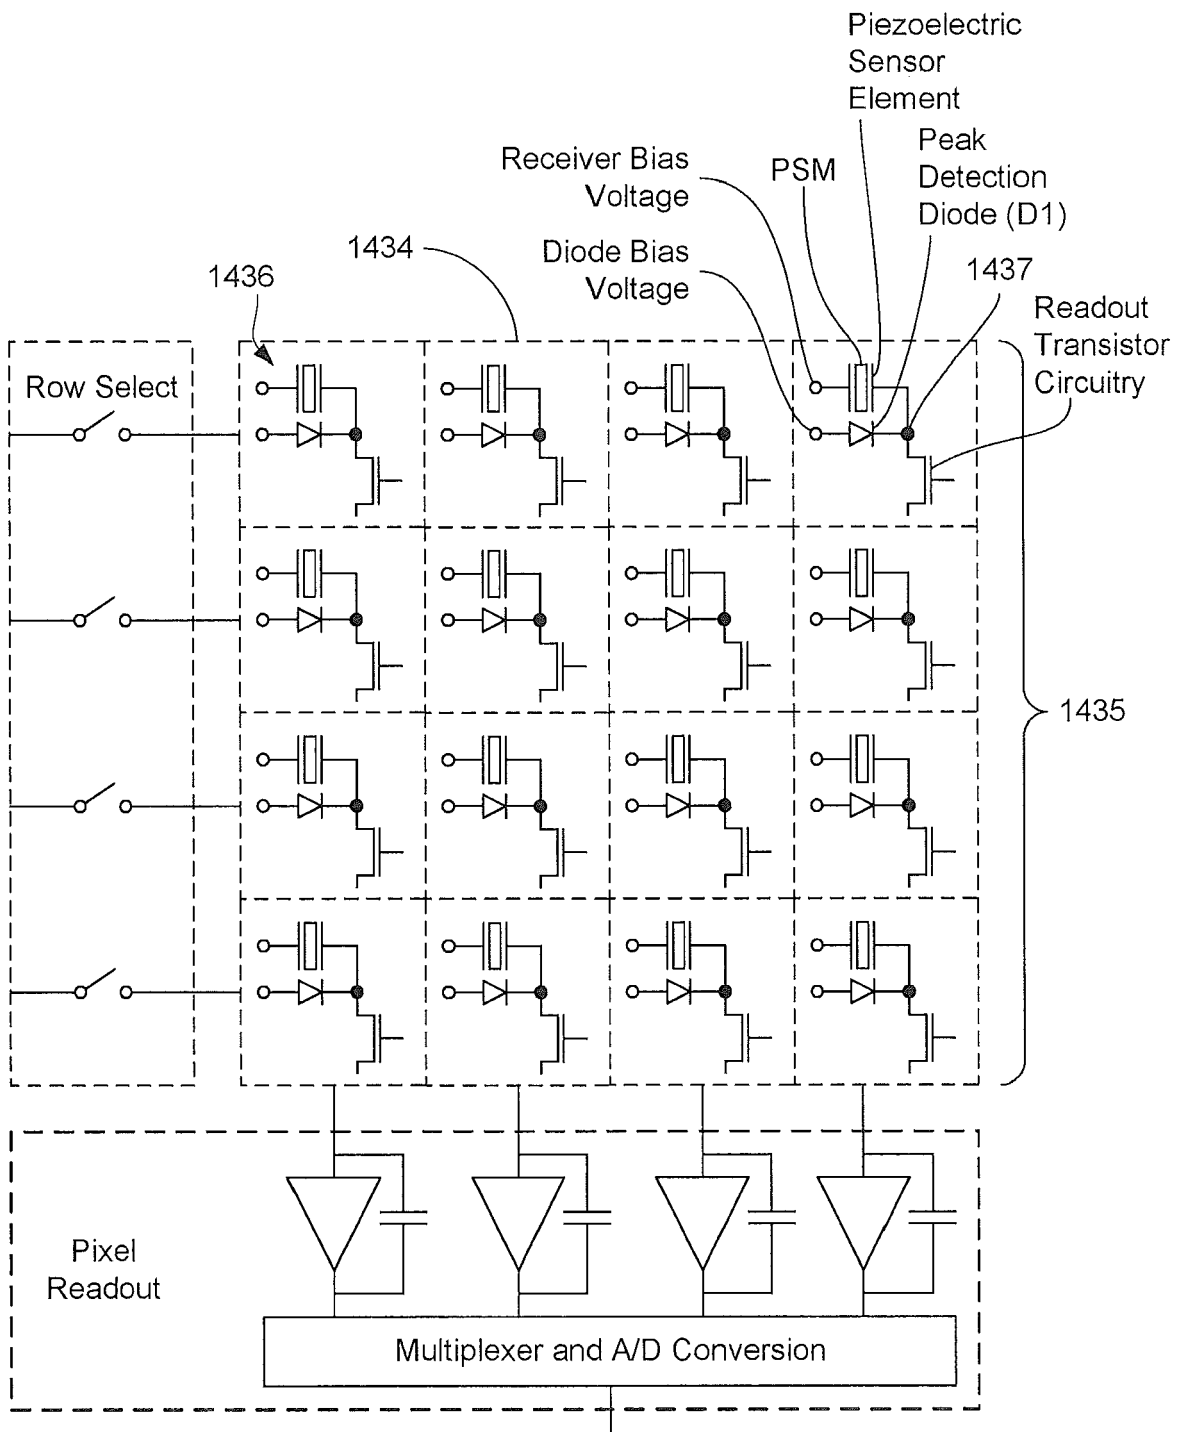 Piezoelectric
Sensor
Element
Peak
Detection
Diode (D1)
Receiver Bias
Voltage
PSM
Diode Bias
Voltage
1434
1436
1437
Readout
Transistor
Circuitry
Row Select
1435
Pixel
Readout
Multiplexer and A/D Conversion